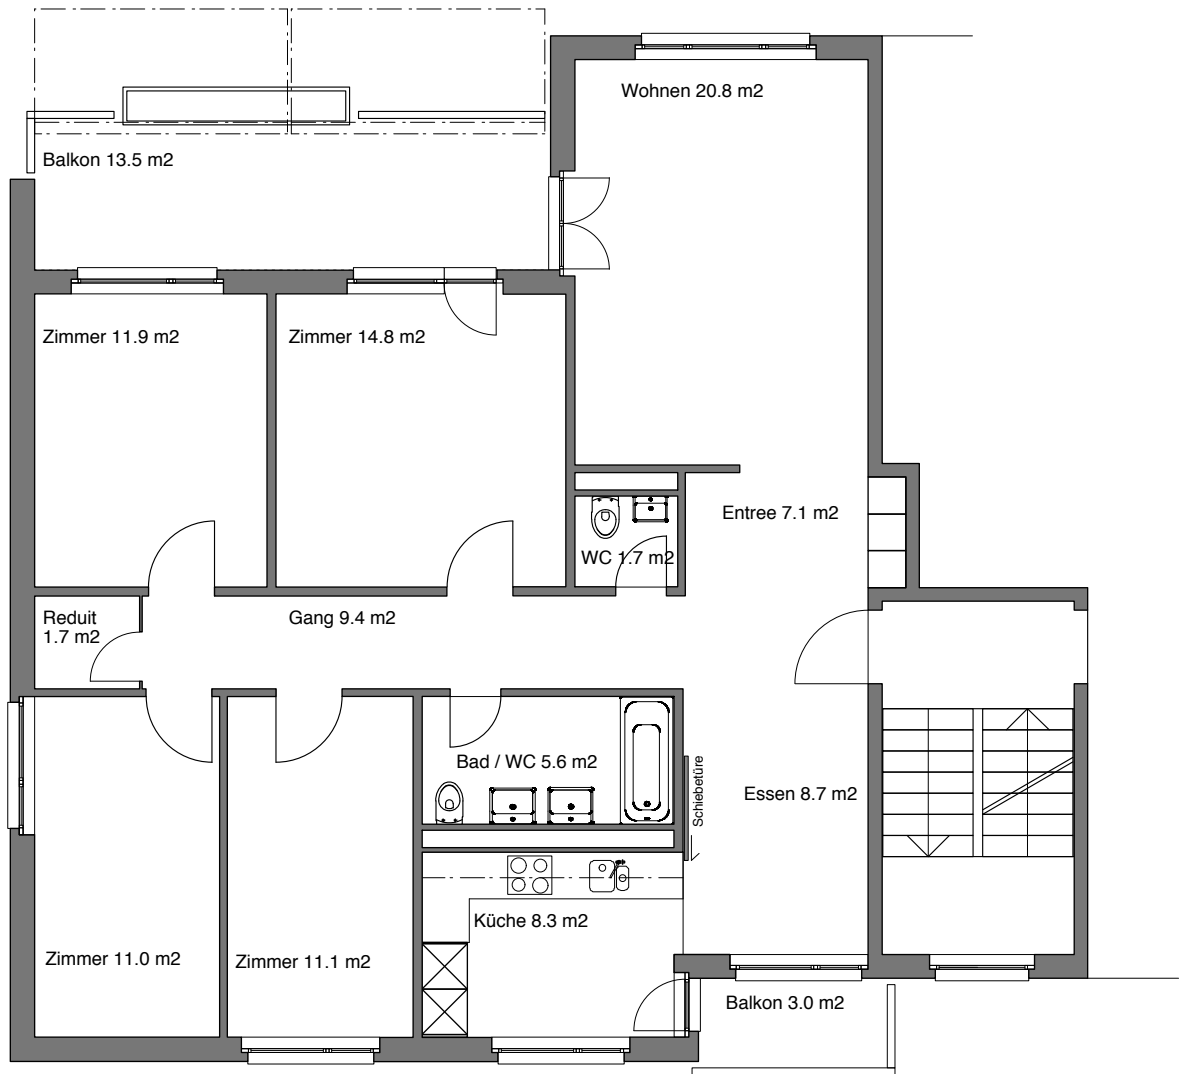 Wohnen 20.8 m2
Balkon 13.5 m2
Zimmer 11.9 m2
Zimmer 14.8 m2
Entree 7.1 m2
WC 1.7 m2
Reduit
1.7 m2
Gang 9.4 m2
Bad / WC 5.6 m2
Schiebetüre
Essen 8.7 m2
Küche 8.3 m2
Zimmer 11.0 m2
Zimmer 11.1 m2
Balkon 3.0 m2